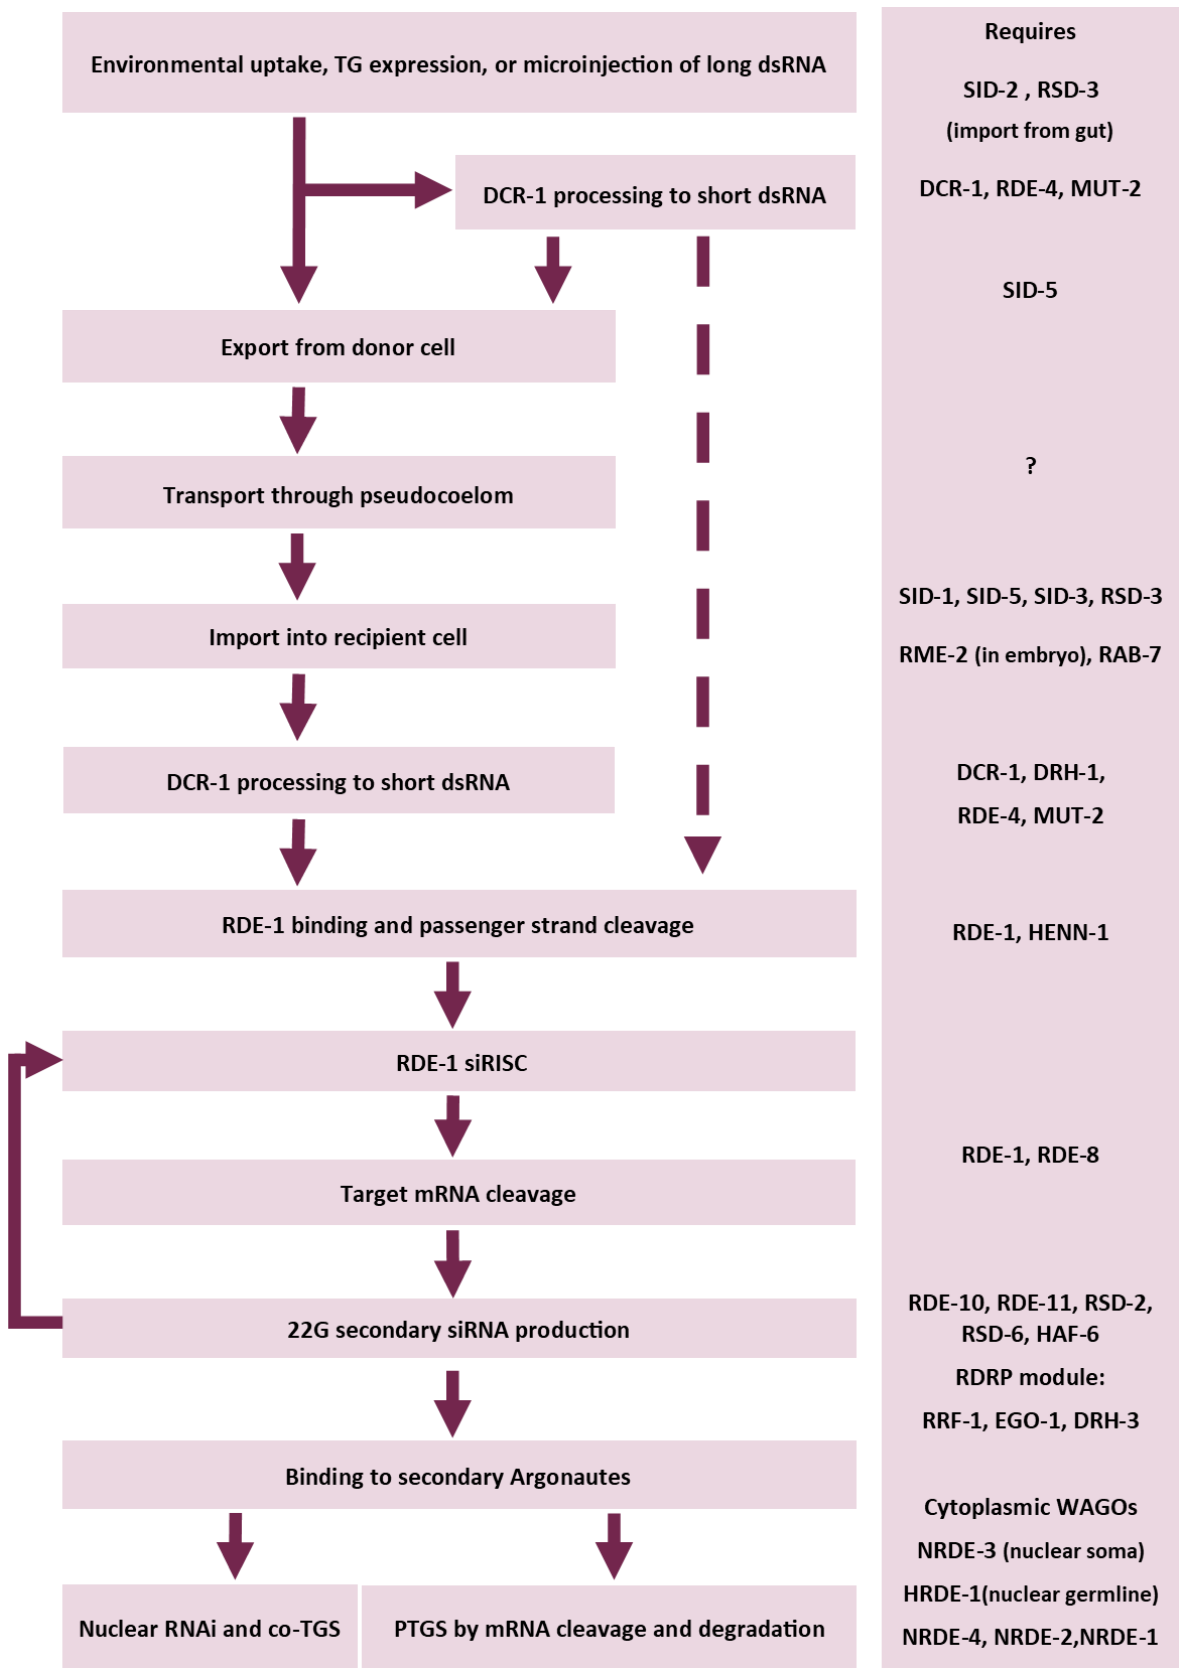 Requires
Environmental uptake, TG expression, or microinjection of long dsRNA
SID-2 , RSD-3
(import from gut)
DCR-1 processing to short dsRNA
DCR-1, RDE-4, MUT-2
SID-5
Export from donor cell
?
Transport through pseudocoelom
SID-1, SID-5, SID-3, RSD-3
Import into recipient cell
RME-2 (in embryo), RAB-7
DCR-1 processing to short dsRNA
DCR-1, DRH-1,
RDE-4, MUT-2
RDE-1 binding and passenger strand cleavage
RDE-1, HENN-1
RDE-1 siRISC
RDE-1, RDE-8
Target mRNA cleavage
RDE-10, RDE-11, RSD-2,
RSD-6, HAF-6
22G secondary siRNA production
RDRP module:
RRF-1, EGO-1, DRH-3
Binding to secondary Argonautes
Cytoplasmic WAGOs
NRDE-3 (nuclear soma)
HRDE-1(nuclear germline)
NRDE-4, NRDE-2,NRDE-1
Nuclear RNAi and co-TGS
PTGS by mRNA cleavage and degradation